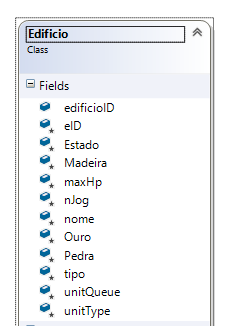 Edificio
Class
Fields
edificioID
eID
Estado
Madeira
maxHp
nJog
nome
Ouro
Pedra
tipo
unitQueue
unitType